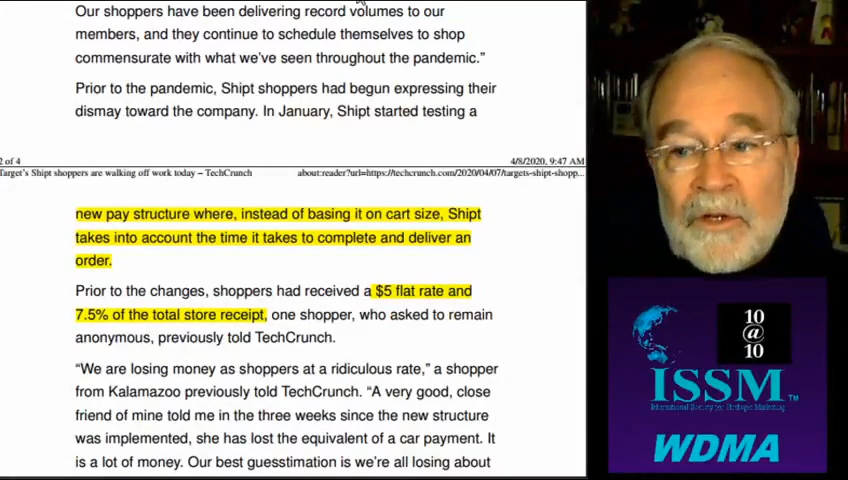 Our shoppers have been delivering record volumes to our
members, and they continue to schedule themselves to shop
commensurate with what we’ve seen throughout the pandemic.”
Prior to the pandemic, Shipt shoppers had begun expressing their
dismay toward the company. In January, Shipt started testing a
2 of 4
4/8/2020, 9:47 AM
Target's Shipt shoppers are walking off work today – TechCrunch
about:reader?url=https://techcrunch.com/2020/04/07/targets-shipt-shopp...
new pay structure where, instead of basing it on cart size, Shipt
takes into account the time it takes to complete and deliver an
order.
Prior to the changes, shoppers had received a $5 flat rate and
7.5% of the total store receipt, one shopper, who asked to remain
anonymous, previously told TechCrunch.
“We are losing money as shoppers at a ridiculous rate,” a shopper
from Kalamazoo previously told TechCrunch. “A very good, close
friend of mine told me in the three weeks since the new structure
was implemented, she has lost the equivalent of a car payment. It
is a lot of money. Our best guesstimation is we’re all losing about
10
@
10
ISSM™
International Society for Strategic Marketing
WDMA